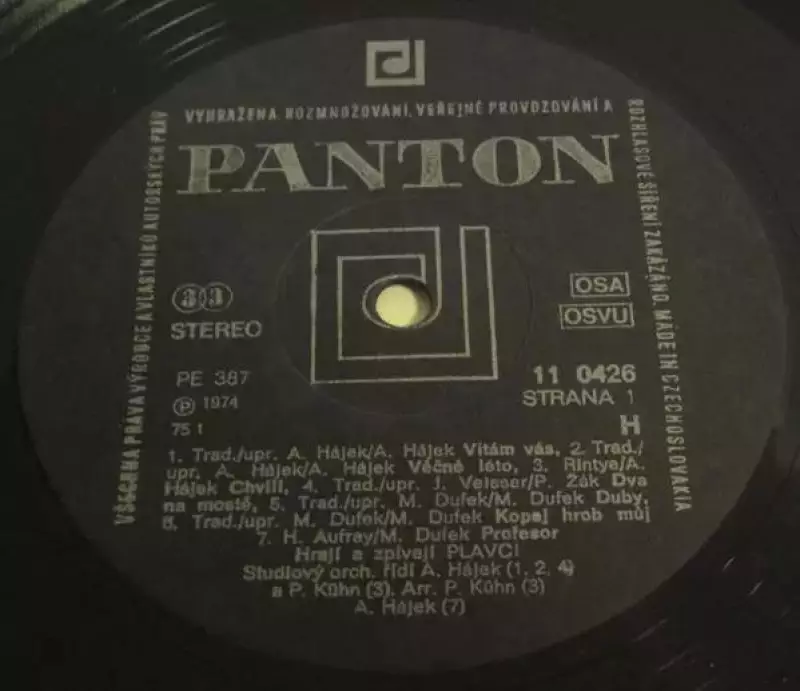 VYHRAŽENA ROZMNOŽOVÁNÍ, VEŘEJNÉ PROVOZOVÁNÍ A
ROZHLASOVÉ ŠÍŘENÍ ZAKÁZÁNO. MADE IN CZECHOSLOVAKIA
VŠECHNA PRÁVA VÝROBCE A VLASTNÍKŮ AUTORSKÝCH PRÁV
PANTON
33
STEREO
OSA
OSVU
PE 387
℗ 1974
75 I
11 0426
STRANA 1
H
1. Trad./upr. A. Hájek/A. Hájek Vitám vás, 2. Trad./
upr. A. Hájek/A. Hájek Věčné léto, 3. Rintye/A.
Hájek Chvíli, 4. Trad./upr. J. Veisser/P. Žák Dva
na mostě, 5. Trad./upr. M. Dufek/M. Dufek Duby,
6. Trad./upr. M. Dufek/M. Dufek Kopej hrob můj
7. H. Aufray/M. Dufek Profesor
Hrají a zpívají PLAVCI
Studiový orch. řídí A. Hájek (1, 2, 4)
a P. Kühn (3). Arr. P. Kühn (3)
A. Hájek (7)